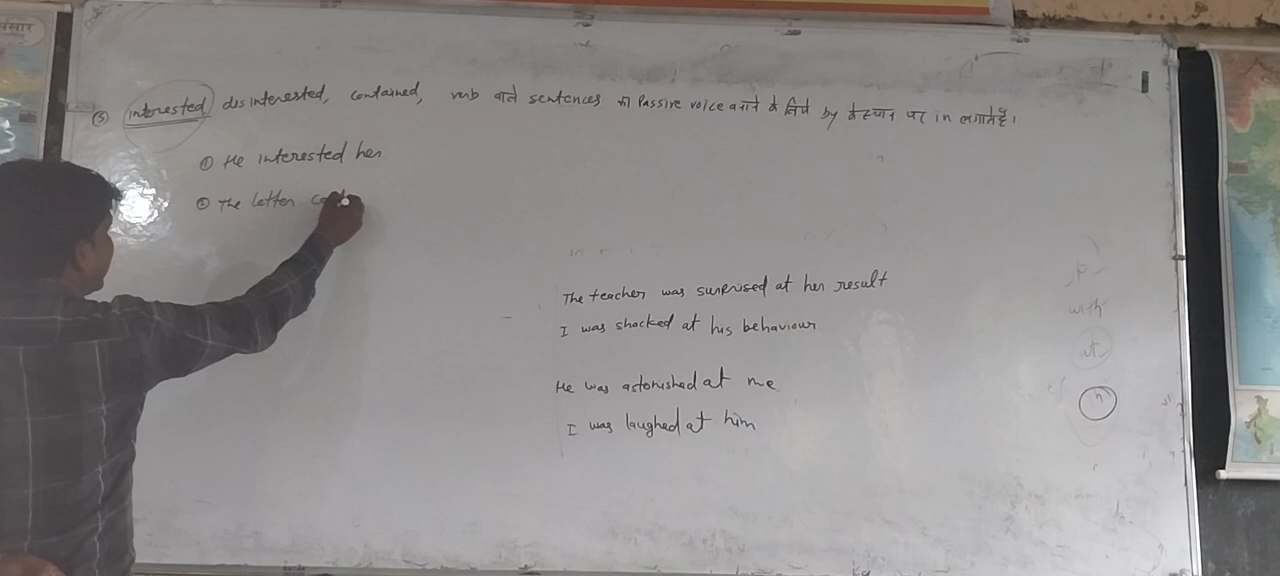 ③ interested, disinterested, contained, verb वाले sentences का Passive voice बनाने के लिये by के स्थान पर in लगाते हैं।
① He interested her
② The letter
The teacher was surprised at her result
I was shocked at his behaviour
He was astonished at me
I was laughed at him
with
at